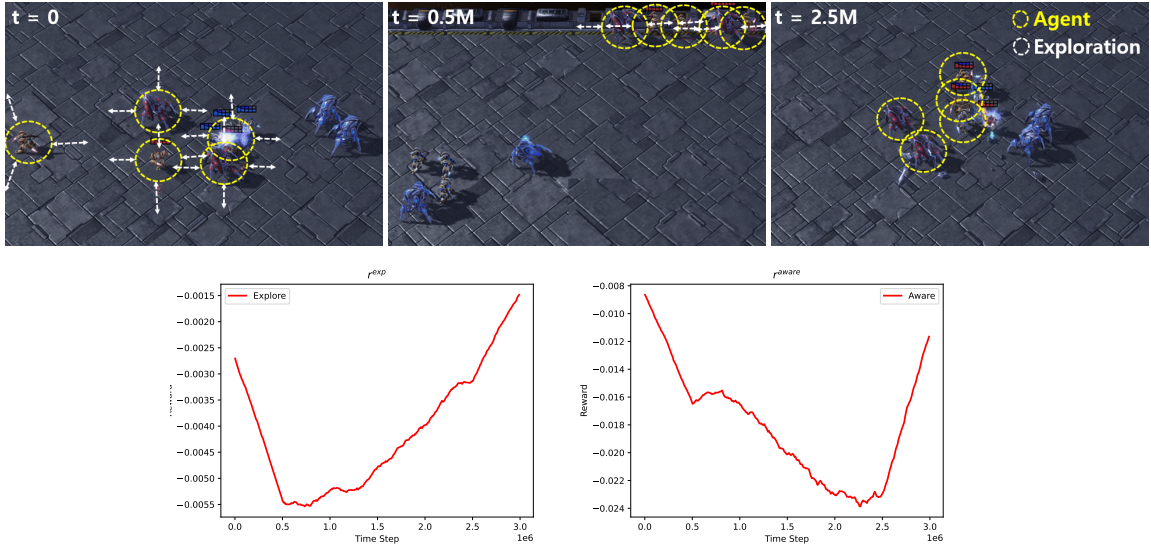 t = 0
t = 0.5M
t = 2.5M
Agent
Exploration
r^exp
Explore
−0.0015
−0.0020
−0.0025
−0.0030
−0.0035
−0.0040
−0.0045
−0.0050
−0.0055
0.0
0.5
1.0
1.5
2.0
2.5
3.0
1e6
Time Step
r^aware
Aware
Reward
−0.008
−0.010
−0.012
−0.014
−0.016
−0.018
−0.020
−0.022
−0.024
0.0
0.5
1.0
1.5
2.0
2.5
3.0
1e6
Time Step